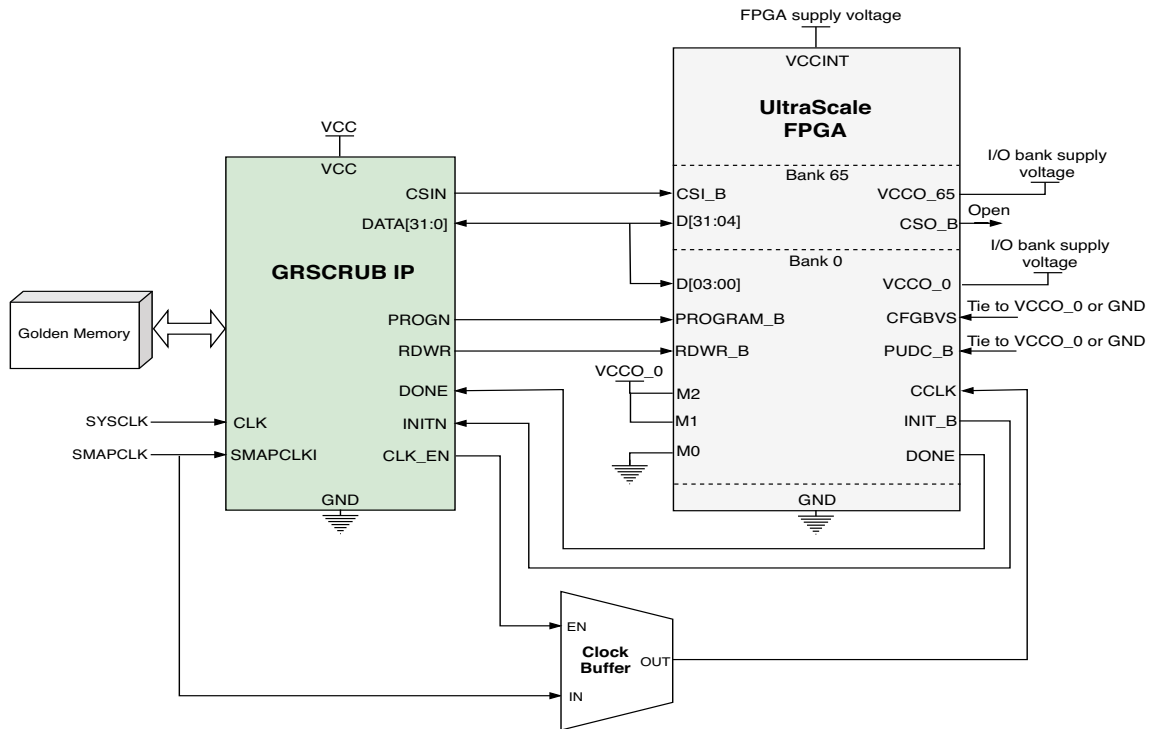 FPGA supply voltage
VCCINT
UltraScale
FPGA
VCC
VCC
Bank 65
I/O bank supply
voltage
CSIN
CSI_B
VCCO_65
DATA[31:0]
D[31:04]
CSO_B
Open
Bank 0
I/O bank supply
voltage
GRSCRUB IP
D[03:00]
VCCO_0
Golden Memory
PROGN
PROGRAM_B
CFGBVS
Tie to VCCO_0 or GND
RDWR
RDWR_B
PUDC_B
Tie to VCCO_0 or GND
VCCO_0
DONE
M2
CCLK
SYSCLK
CLK
INITN
M1
INIT_B
SMAPCLK
SMAPCLKI
CLK_EN
M0
DONE
GND
GND
EN
Clock
Buffer
OUT
IN